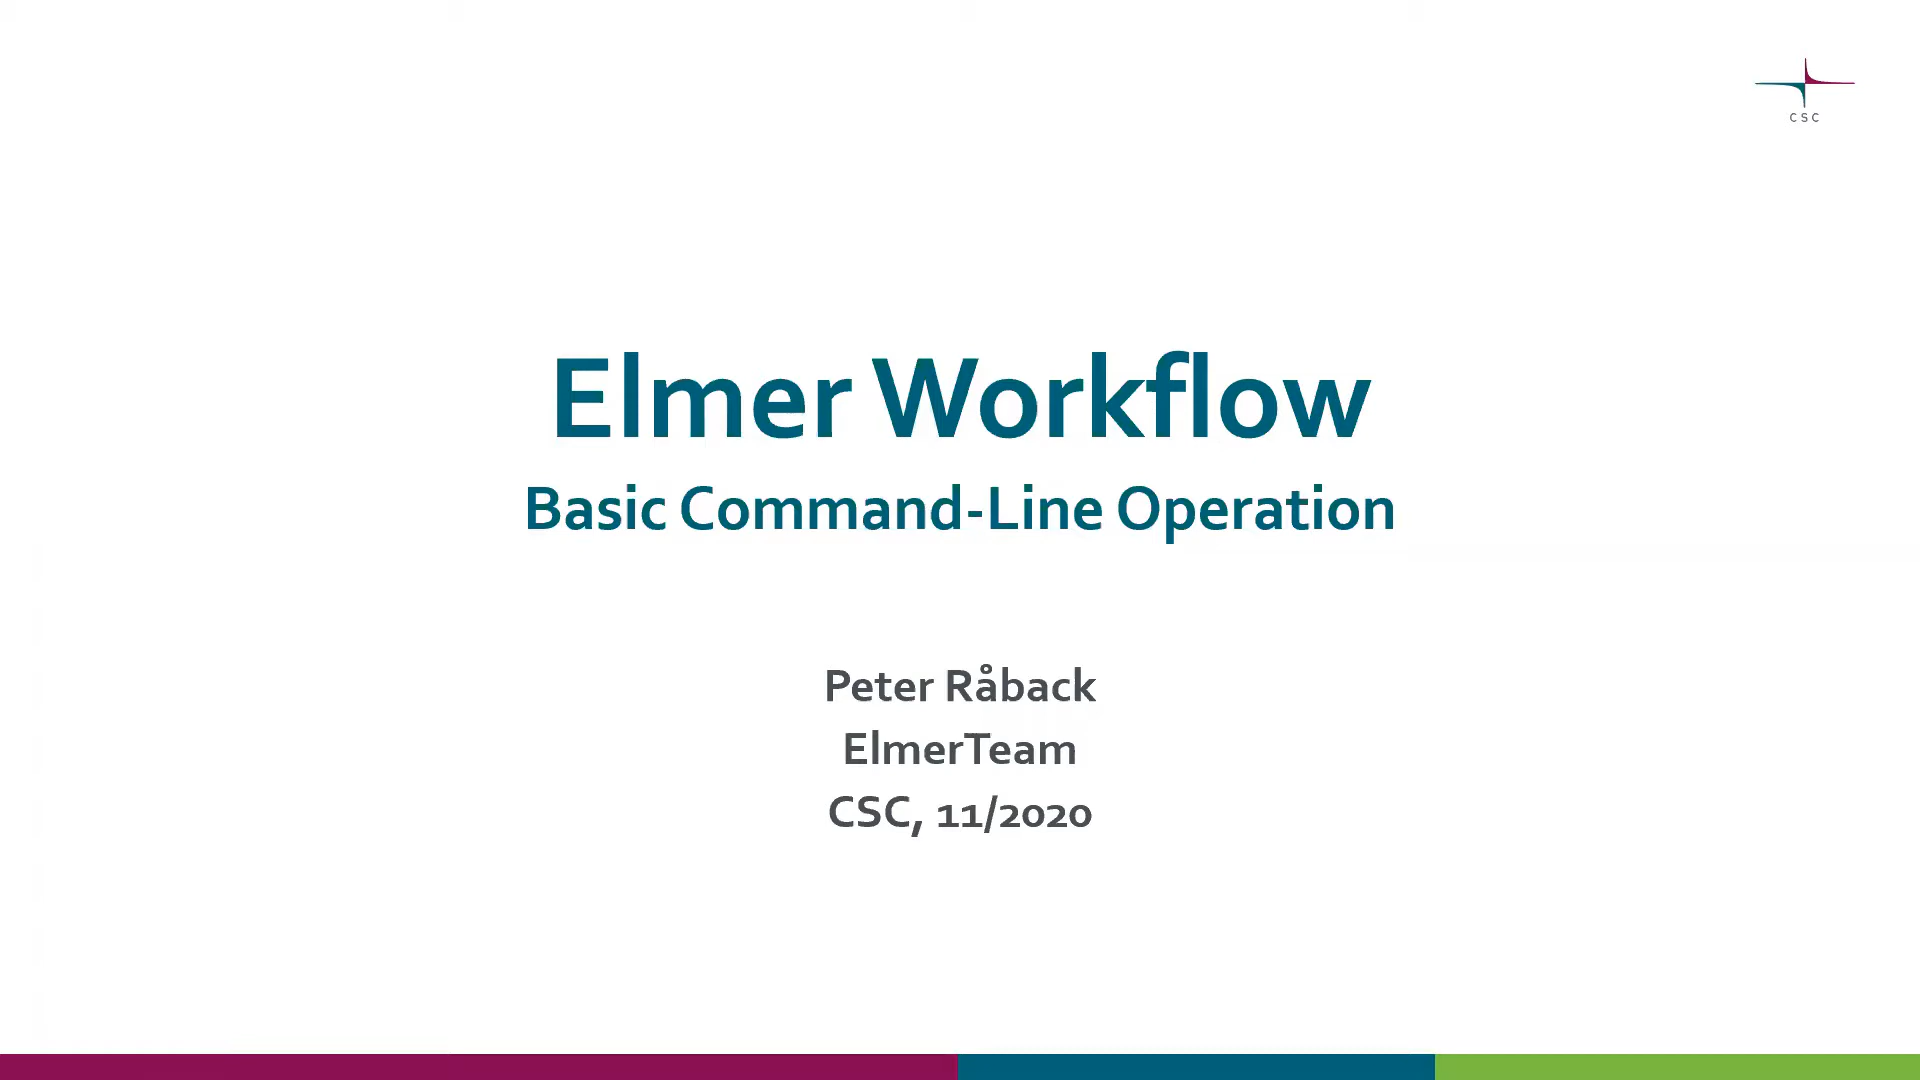 CSC
Elmer Workflow
Basic Command-Line Operation
Peter Råback
ElmerTeam
CSC, 11/2020